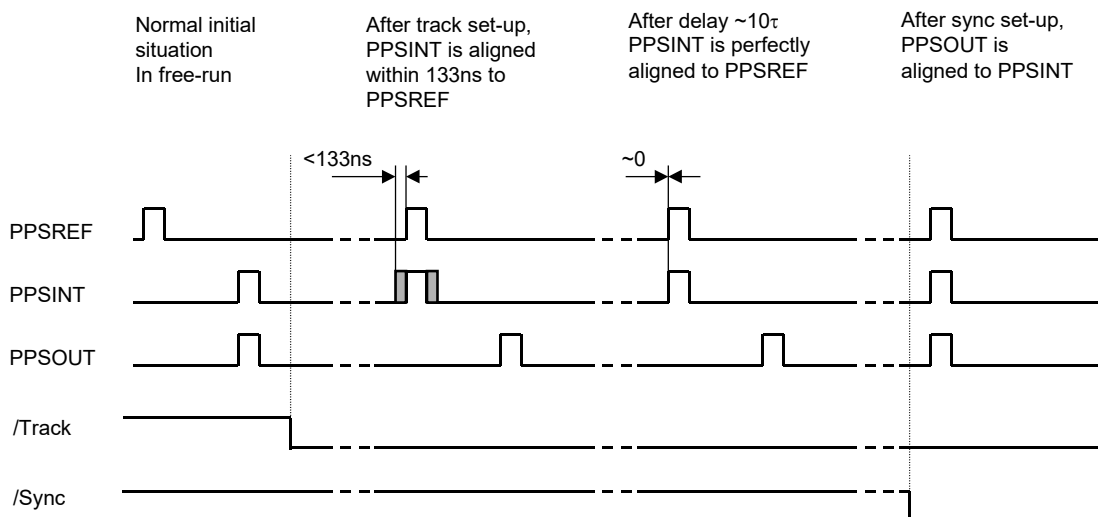 Normal initial
situation
In free-run
After track set-up,
PPSINT is aligned
within 133ns to
PPSREF
After delay ~10τ
PPSINT is perfectly
aligned to PPSREF
After sync set-up,
PPSOUT is
aligned to PPSINT
<133ns
~0
PPSREF
PPSINT
PPSOUT
/Track
/Sync